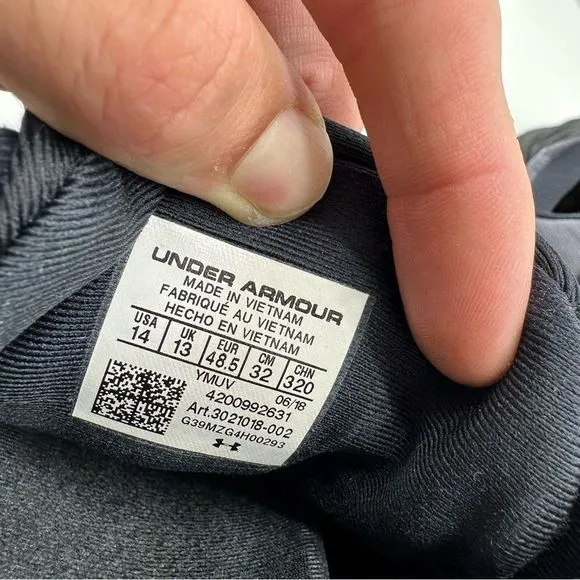 UNDER ARMOUR
MADE IN VIETNAM
FABRIQUÉ AU VIETNAM
HECHO EN VIETNAM
USA UK EUR CM CHN
14 13 48.5 32 320
YMUV 06/18
4200992631
Art.3021018-002
G39MZG4H00293